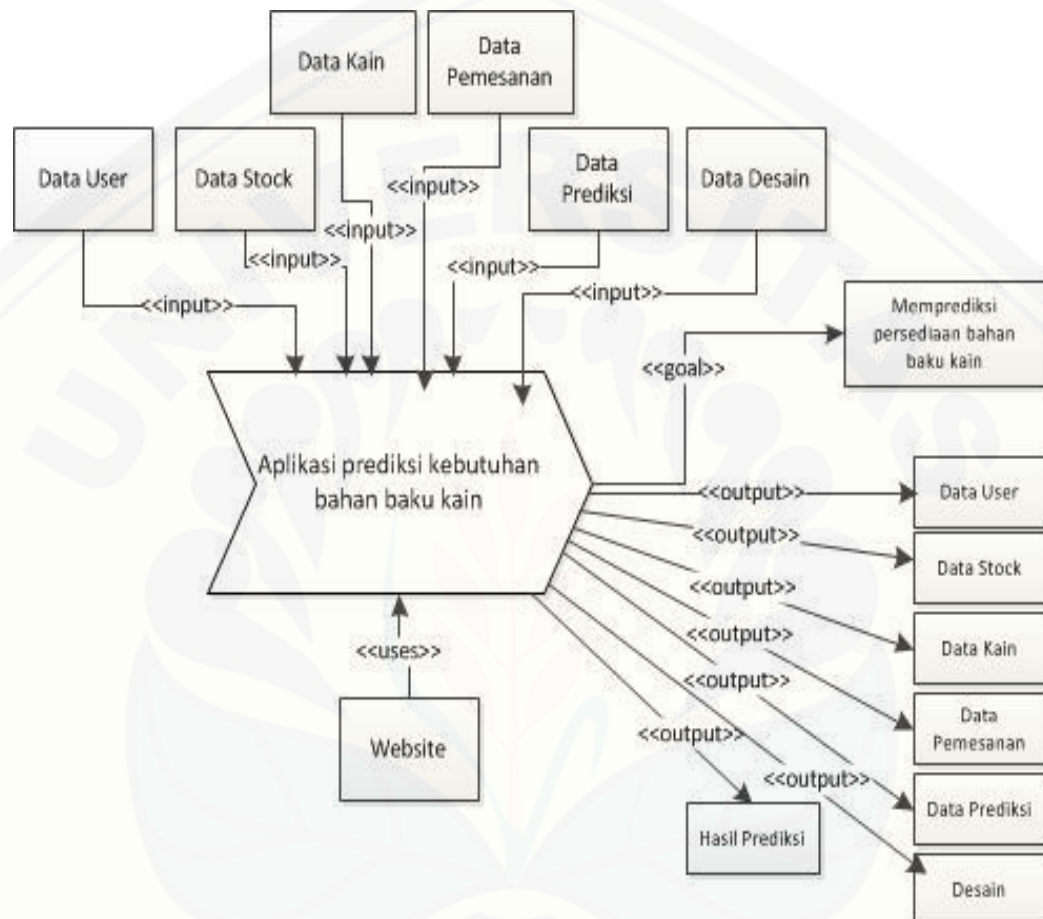 Data Kain
Data
Pemesanan
Data User
Data Stock
Data
Prediksi
Data Desain
<<input>>
<<input>>
<<input>>
<<input>>
<<input>>
<<input>>
Memprediksi
persediaan bahan
baku kain
<<goal>>
Aplikasi prediksi kebutuhan
bahan baku kain
<<output>>
Data User
<<output>>
Data Stock
<<output>>
Data Kain
<<output>>
Data
Pemesanan
<<output>>
Data Prediksi
<<output>>
Desain
<<output>>
Hasil Prediksi
<<uses>>
Website
UNIVERSITAS